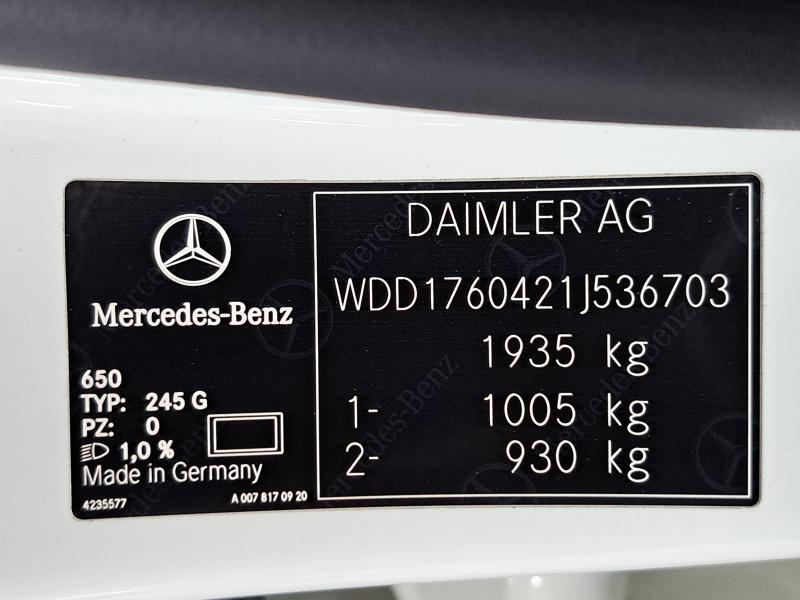 Mercedes-Benz
650
TYP: 245 G
PZ: 0
1,0 %
Made in Germany
4235577
A 007 817 09 20
DAIMLER AG
WDD1760421J536703
1935 kg
1- 1005 kg
2- 930 kg